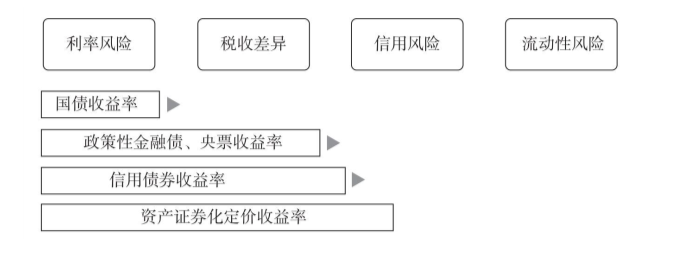 利率风险
税收差异
信用风险
流动性风险
国债收益率
政策性金融债、央票收益率
信用债券收益率
资产证券化定价收益率